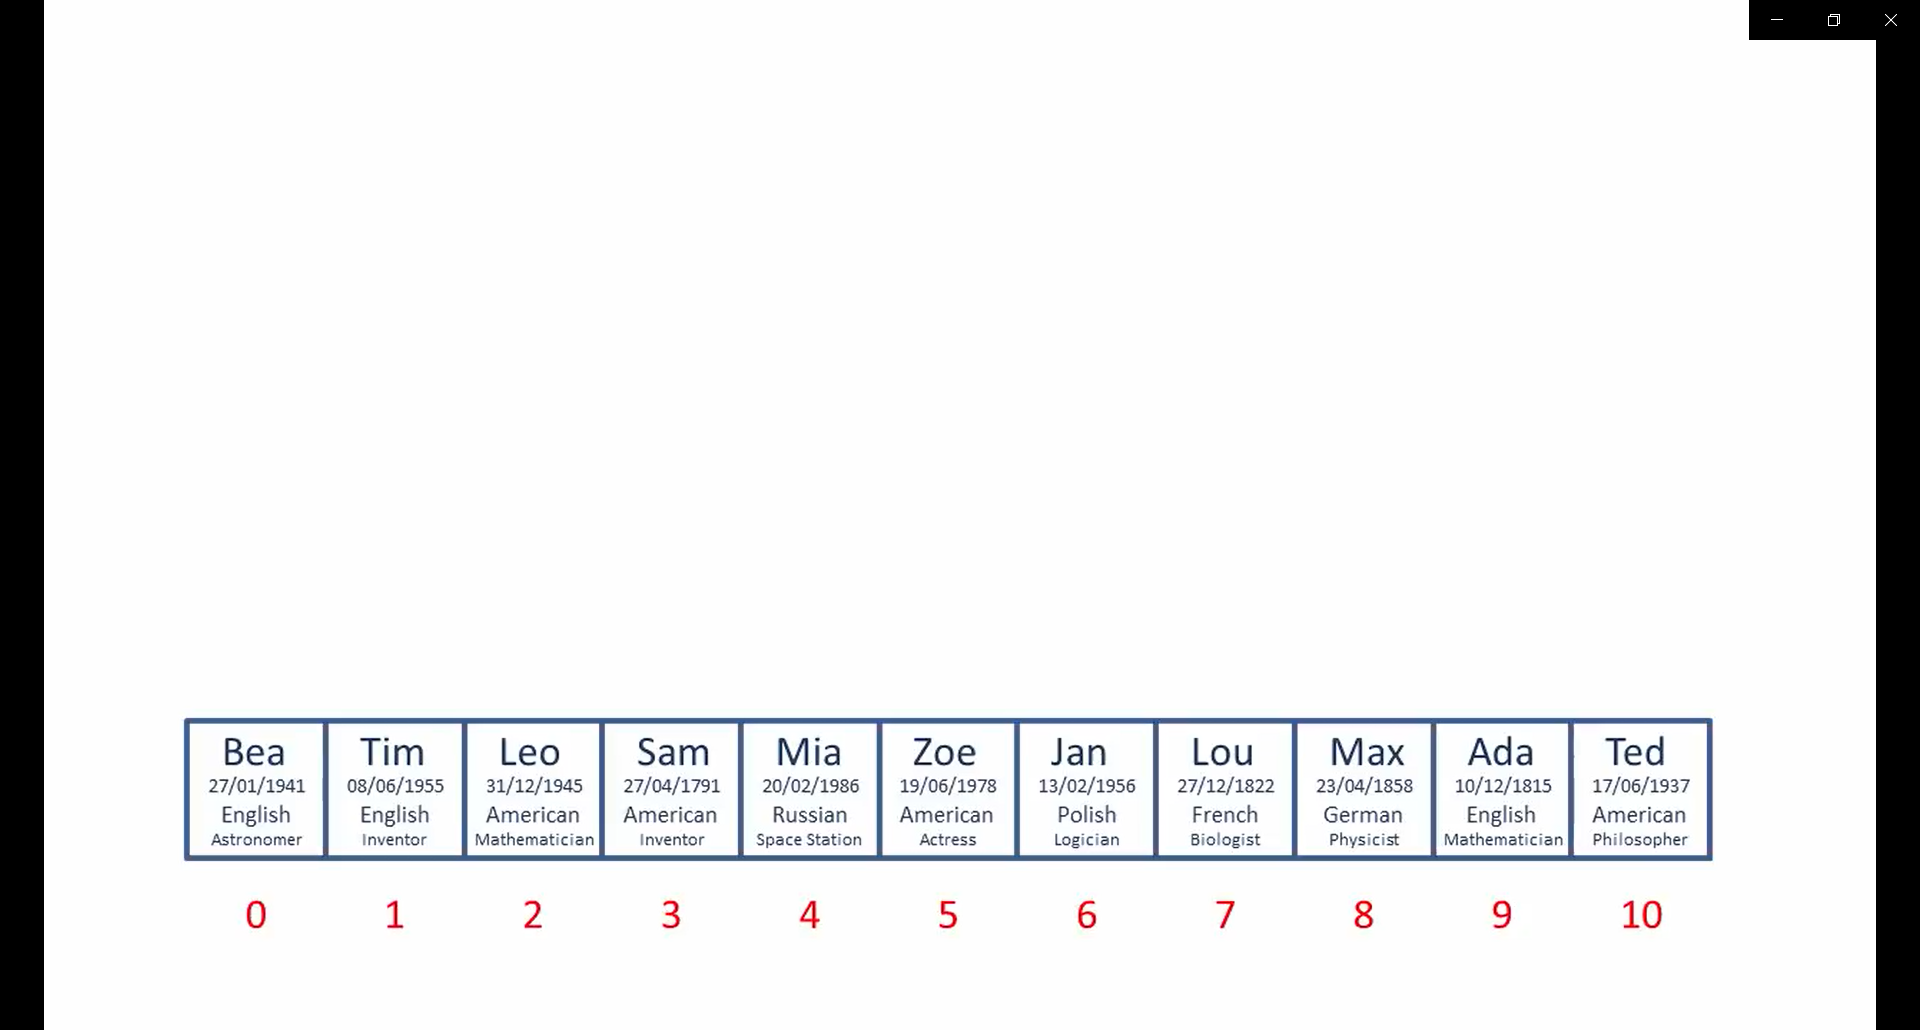 Bea Tim Leo Sam Mia Zoe Jan Lou Max Ada Ted
27/01/1941 08/06/1955 31/12/1945 27/04/1791 20/02/1986 19/06/1978 13/02/1956 27/12/1822 23/04/1858 10/12/1815 17/06/1937
English English American American Russian American Polish French German English American
Astronomer Inventor Mathematician Inventor Space Station Actress Logician Biologist Physicist Mathematician Philosopher
0 1 2 3 4 5 6 7 8 9 10